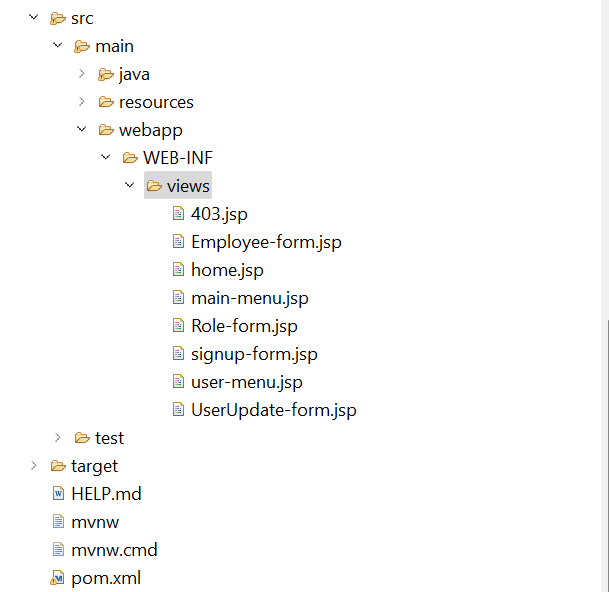 src
main
java
resources
webapp
WEB-INF
views
403.jsp
Employee-form.jsp
home.jsp
main-menu.jsp
Role-form.jsp
signup-form.jsp
user-menu.jsp
UserUpdate-form.jsp
test
target
HELP.md
mvnw
mvnw.cmd
pom.xml